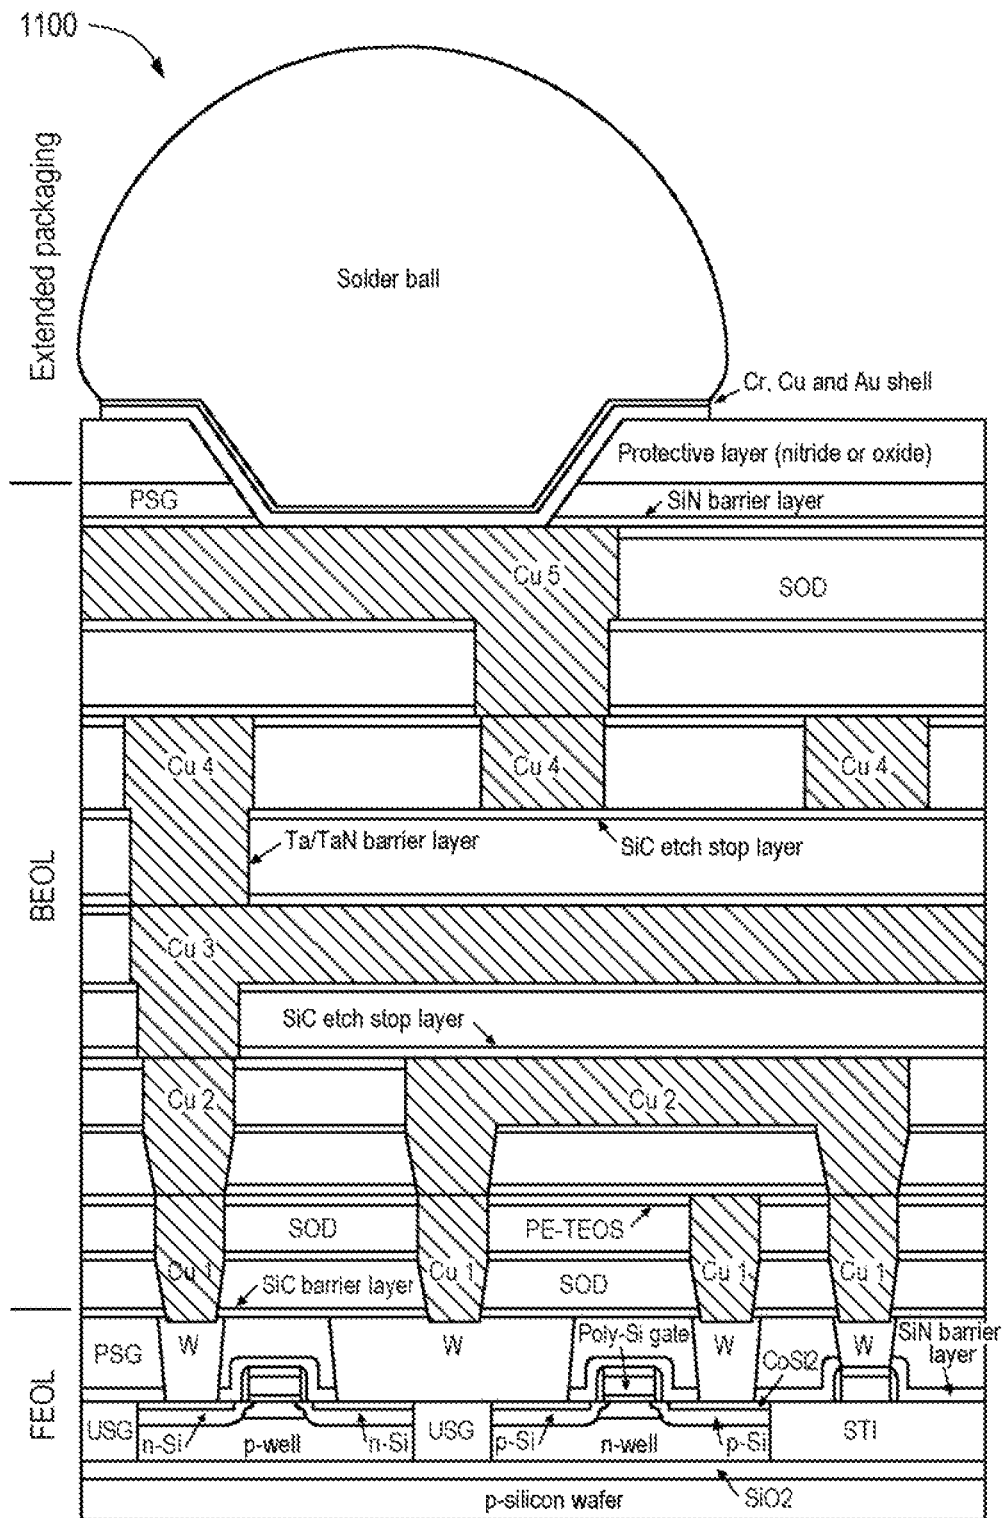 1100
Extended packaging
Solder ball
Cr, Cu and Au shell
Protective layer (nitride or oxide)
PSG
SiN barrier layer
Cu 5
SOD
Cu 4
Cu 4
Cu 4
Ta/TaN barrier layer
SiC etch stop layer
BEOL
Cu 3
SiC etch stop layer
Cu 2
Cu 2
SOD
PE-TEOS
Cu 1
Cu 1
Cu 1
Cu 1
SiC barrier layer
SOD
FEOL
PSG
W
W
Poly-Si gate
W
CoSi2
W
SiN barrier
layer
USG
n-Si
p-well
n-Si
USG
p-Si
n-well
p-Si
STI
SiO2
p-silicon wafer